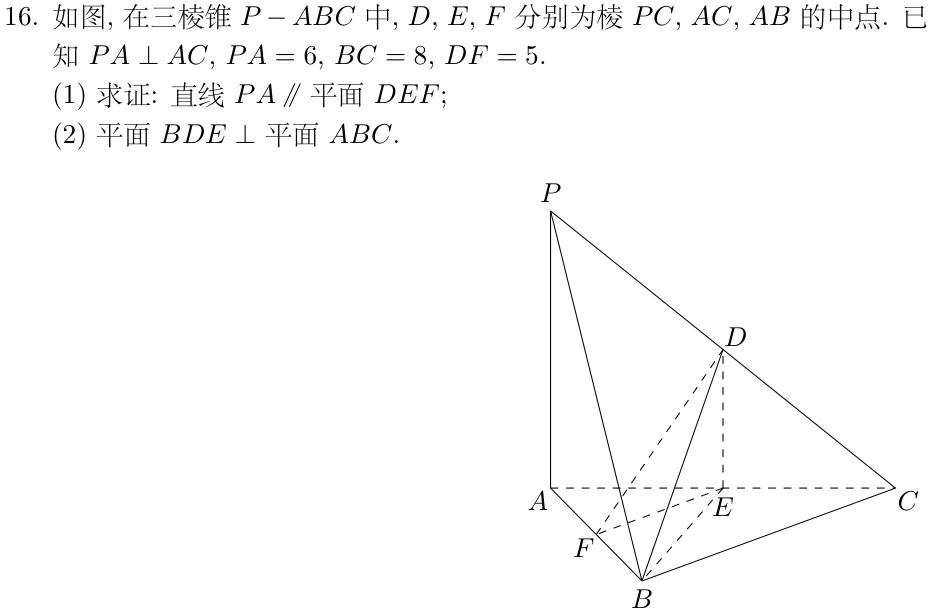 16. 如图, 在三棱锥 P − ABC 中, D, E, F 分别为棱 PC, AC, AB 的中点. 已
知 PA ⊥ AC, PA = 6, BC = 8, DF = 5.
(1) 求证: 直线 PA ∥ 平面 DEF;
(2) 平面 BDE ⊥ 平面 ABC.
P
D
A
E
C
F
B